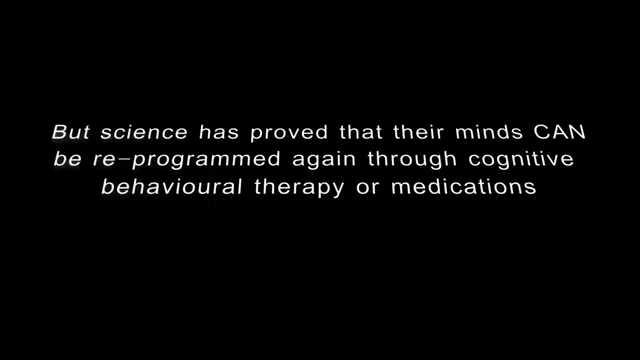 But science has proved that their minds CAN
be re-programmed again through cognitive
behavioural therapy or medications